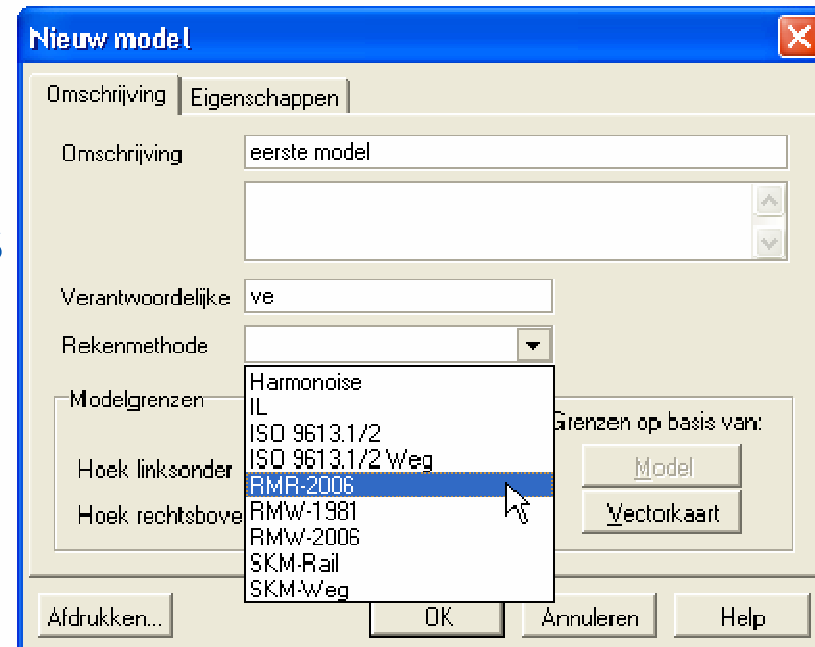 Nieuw model
Omschrijving Eigenschappen
Omschrijving eerste model
Verantwoordelijke ve
Rekenmethode
Harmonoise
IL
ISO 9613.1/2
ISO 9613.1/2 Weg
RMR-2006
RMW-1981
RMW-2006
SKM-Rail
SKM-Weg
Modelgrenzen
Grenzen op basis van:
Hoek linksonder
Model
Hoek rechtsbove
Vectorkaart
Afdrukken... OK Annuleren Help